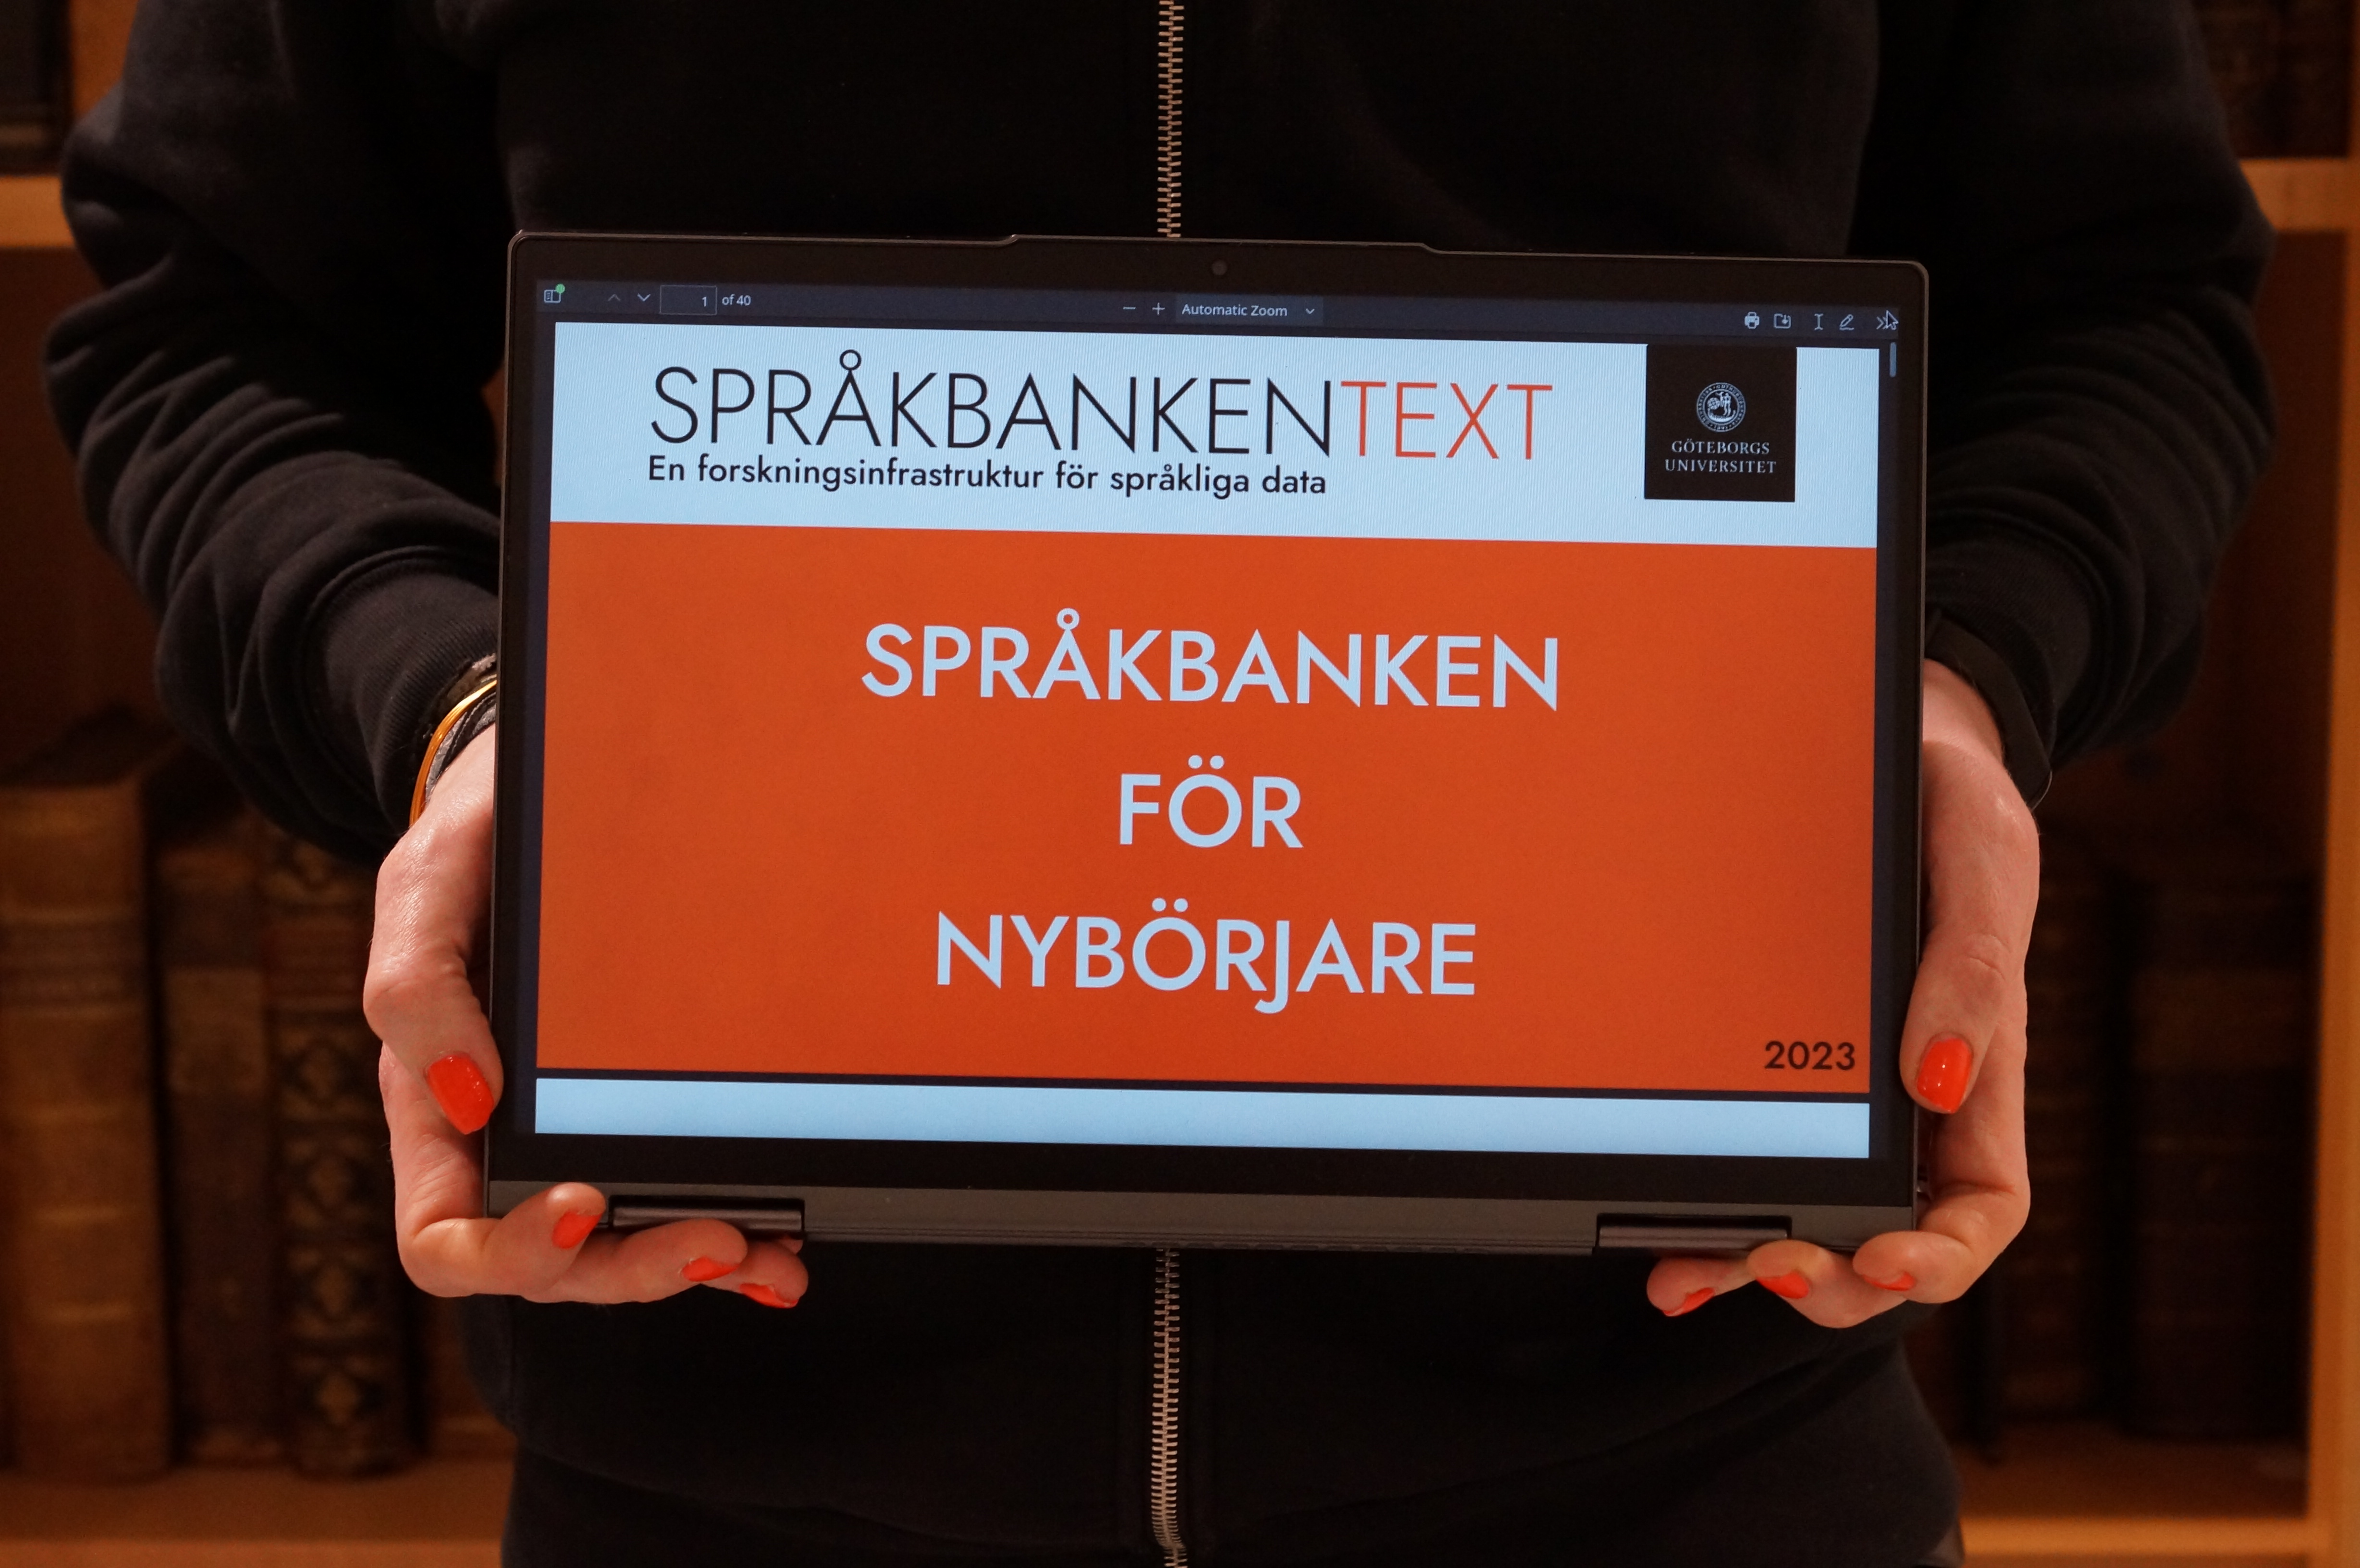 1 of 40
Automatic Zoom
SPRÅKBANKENTEXT
En forskningsinfrastruktur för språkliga data
GÖTEBORGS
UNIVERSITET
SPRÅKBANKEN
FÖR
NYBÖRJARE
2023